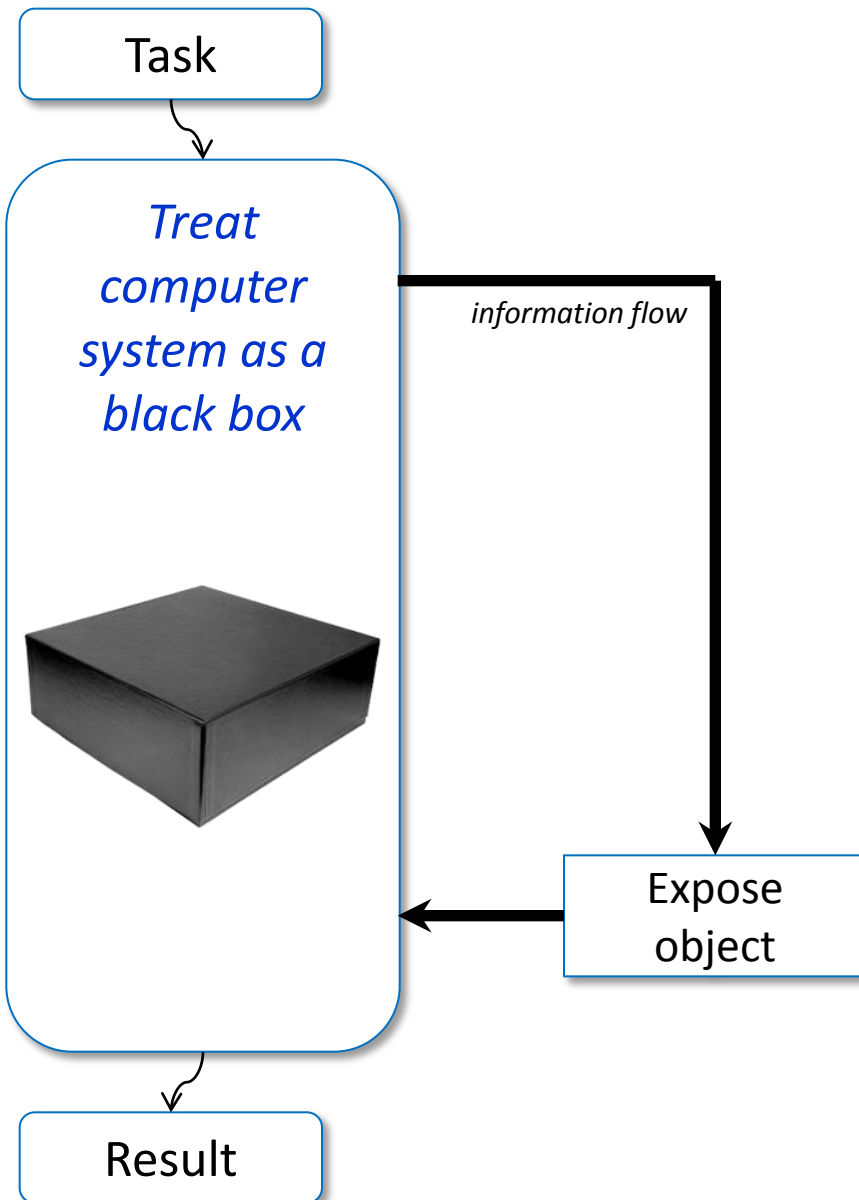 Task
Treat
computer
system as a
black box
information flow
Expose
object
Result